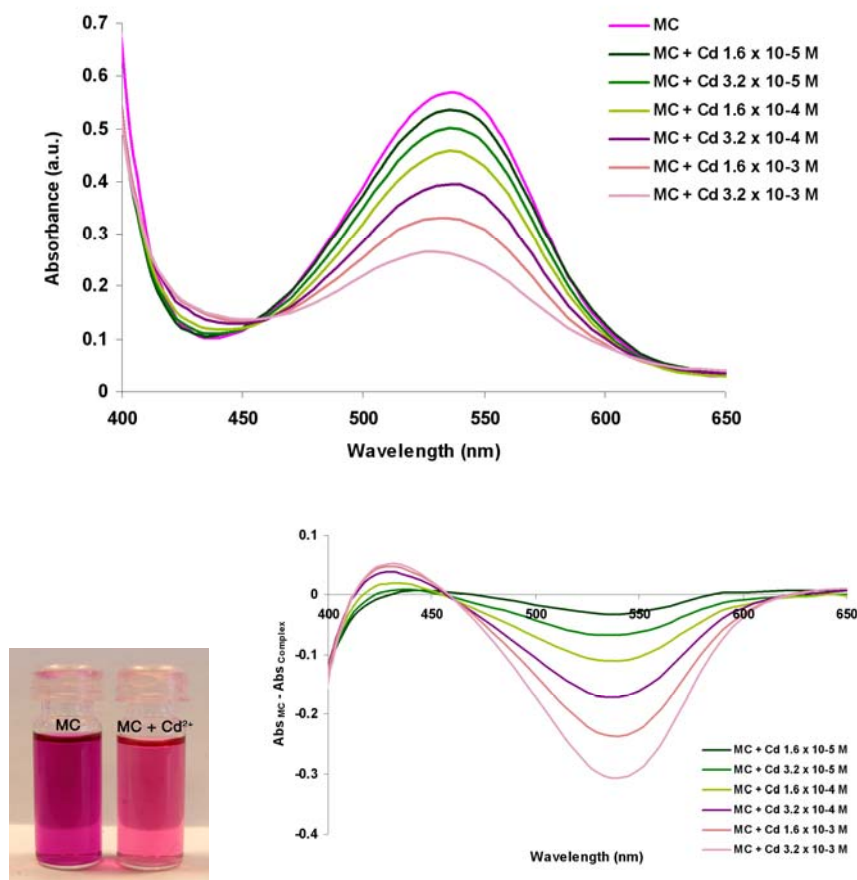 0.7
0.6
0.5
0.4
0.3
0.2
0.1
0
Absorbance (a.u.)
400 450 500 550 600 650
Wavelength (nm)
MC
MC + Cd 1.6 x 10-5 M
MC + Cd 3.2 x 10-5 M
MC + Cd 1.6 x 10-4 M
MC + Cd 3.2 x 10-4 M
MC + Cd 1.6 x 10-3 M
MC + Cd 3.2 x 10-3 M
MC
MC + Cd²⁺
0.1
0
-0.1
-0.2
-0.3
-0.4
Abs MC - Abs Complex
400 450 500 550 600 650
Wavelength (nm)
MC + Cd 1.6 x 10-5 M
MC + Cd 3.2 x 10-5 M
MC + Cd 1.6 x 10-4 M
MC + Cd 3.2 x 10-4 M
MC + Cd 1.6 x 10-3 M
MC + Cd 3.2 x 10-3 M